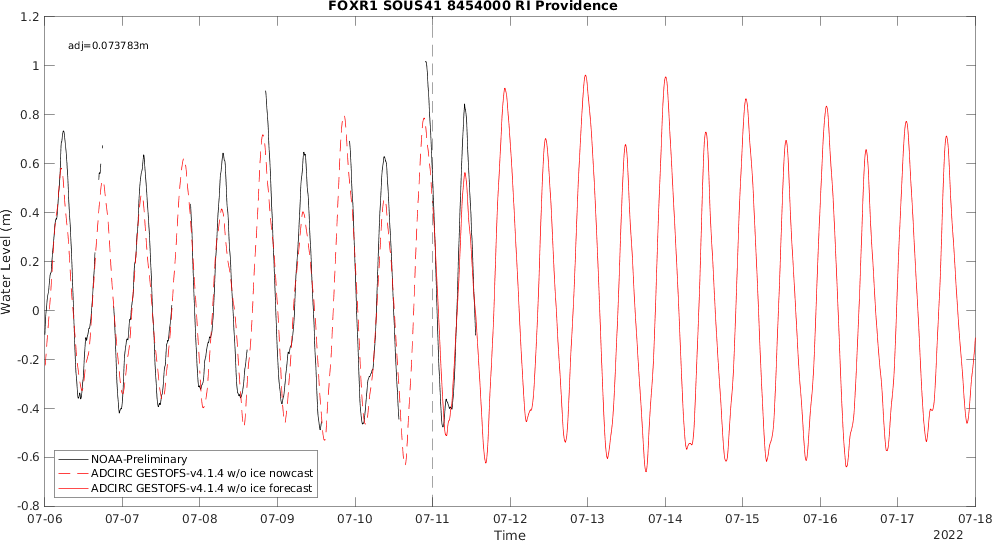 FOXR1 SOUS41 8454000 RI Providence
adj=0.073783m
Water Level (m)
1.2
1
0.8
0.6
0.4
0.2
0
-0.2
-0.4
-0.6
-0.8
NOAA-Preliminary
ADCIRC GESTOFS-v4.1.4 w/o ice nowcast
ADCIRC GESTOFS-v4.1.4 w/o ice forecast
07-06 07-07 07-08 07-09 07-10 07-11 07-12 07-13 07-14 07-15 07-16 07-17 07-18
Time
2022